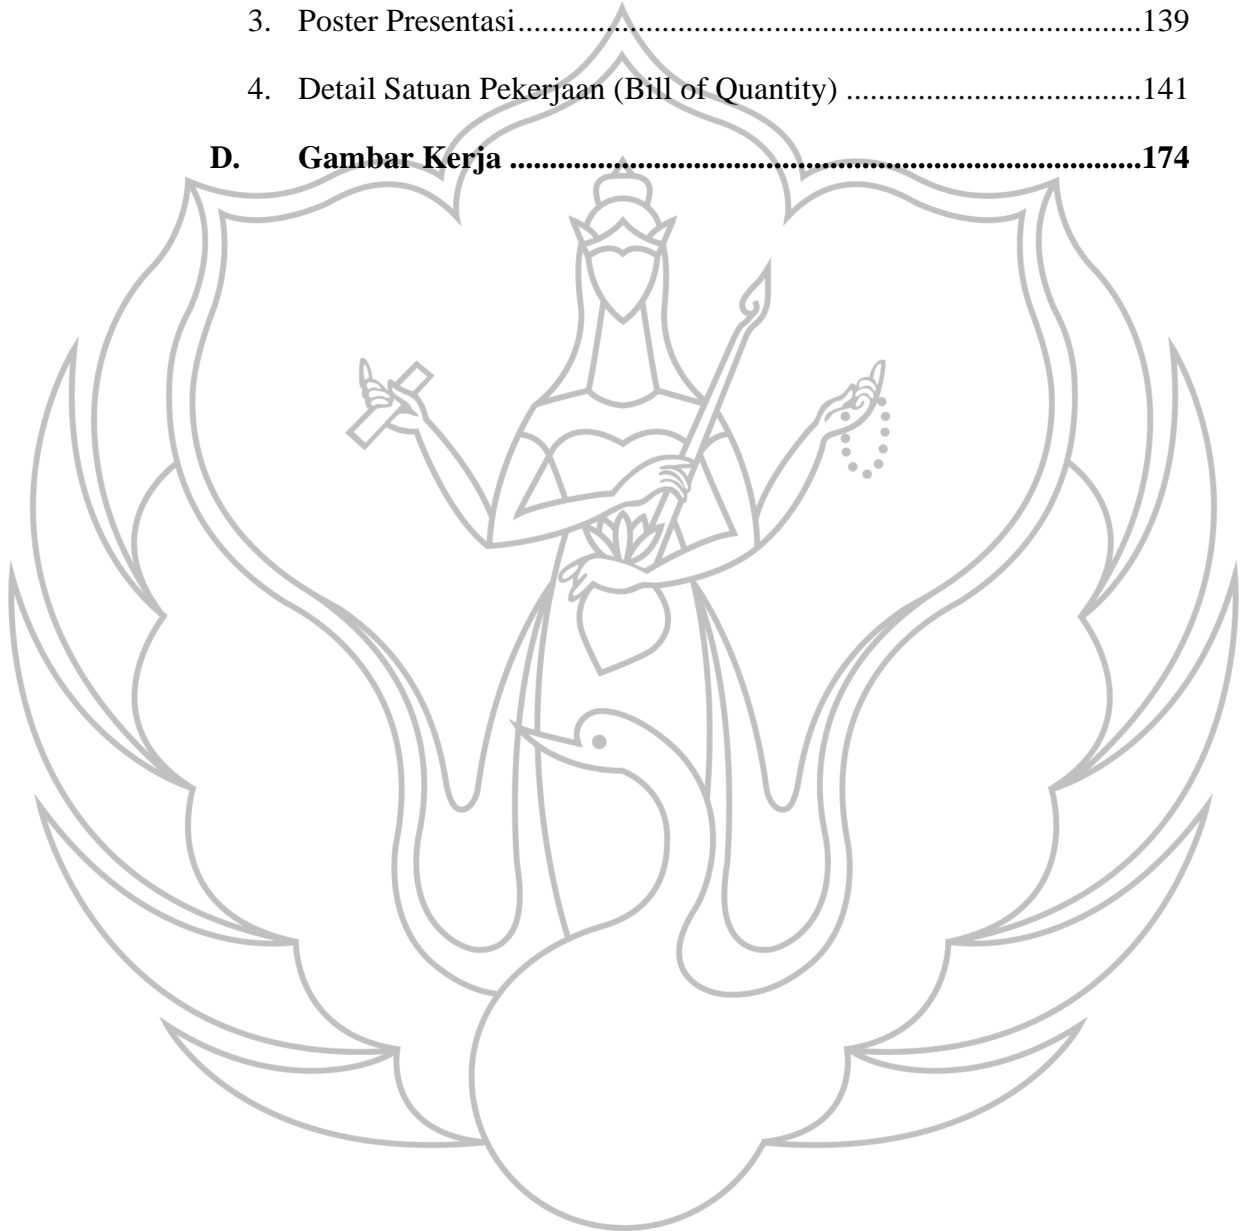 3. Poster Presentasi..............................................................................139
4. Detail Satuan Pekerjaan (Bill of Quantity) .....................................141
D. Gambar Kerja ................................................................................174